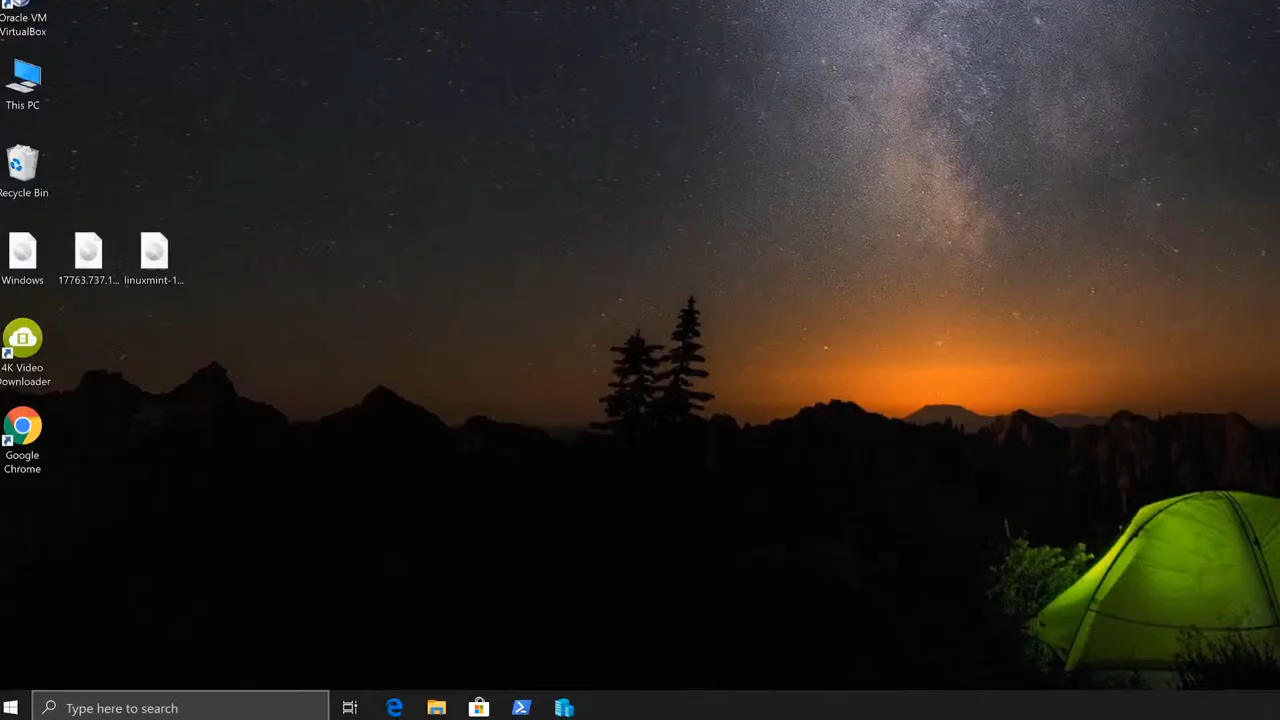 Oracle VM
VirtualBox
This PC
Recycle Bin
Windows
17763.737.1...
linuxmint-1...
4K Video
Downloader
Google
Chrome
Type here to search